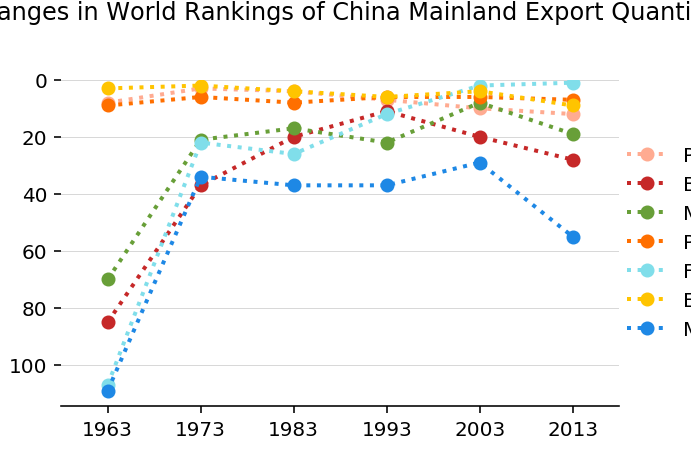 anges in World Rankings of China Mainland Export Quanti
0
20
40
60
80
100
1963
1973
1983
1993
2003
2013
F
E
M
P
F
E
M